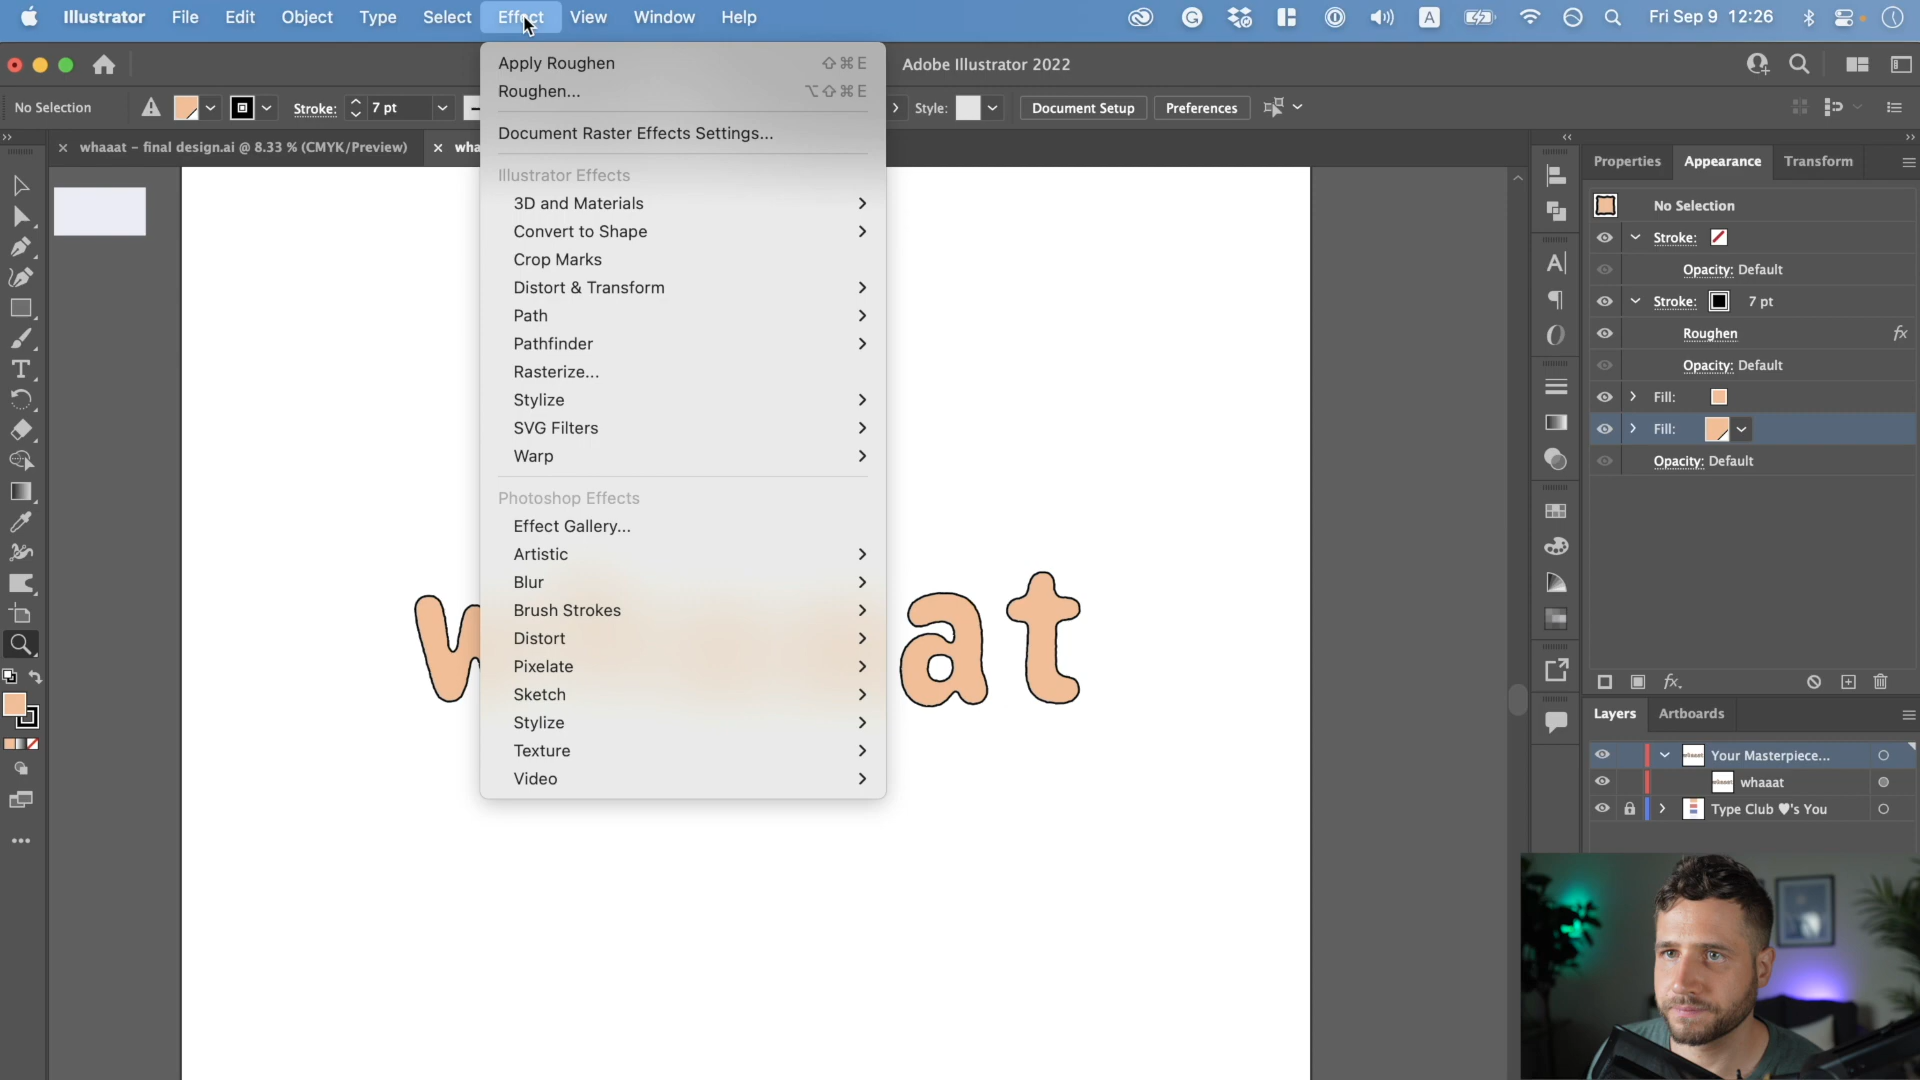 Illustrator File Edit Object Type Select Effect View Window Help A Fri Sep 9 12:26
Adobe Illustrator 2022
No Selection Stroke: 7 pt Style: Document Setup Preferences
whaaat – final design.ai @ 8.33 % (CMYK/Preview)
wha
Apply Roughen ⇧⌘E
Roughen... ⌥⇧⌘E
Document Raster Effects Settings...
Illustrator Effects
3D and Materials
Convert to Shape
Crop Marks
Distort & Transform
Path
Pathfinder
Rasterize...
Stylize
SVG Filters
Warp
Photoshop Effects
Effect Gallery...
Artistic
Blur
Brush Strokes
Distort
Pixelate
Sketch
Stylize
Texture
Video
w
at
Properties Appearance Transform
No Selection
Stroke:
Opacity: Default
Stroke: 7 pt
Roughen fx
Opacity: Default
Fill:
Fill:
Opacity: Default
fx
Layers Artboards
Your Masterpiece...
whaaat
Type Club ♥'s You